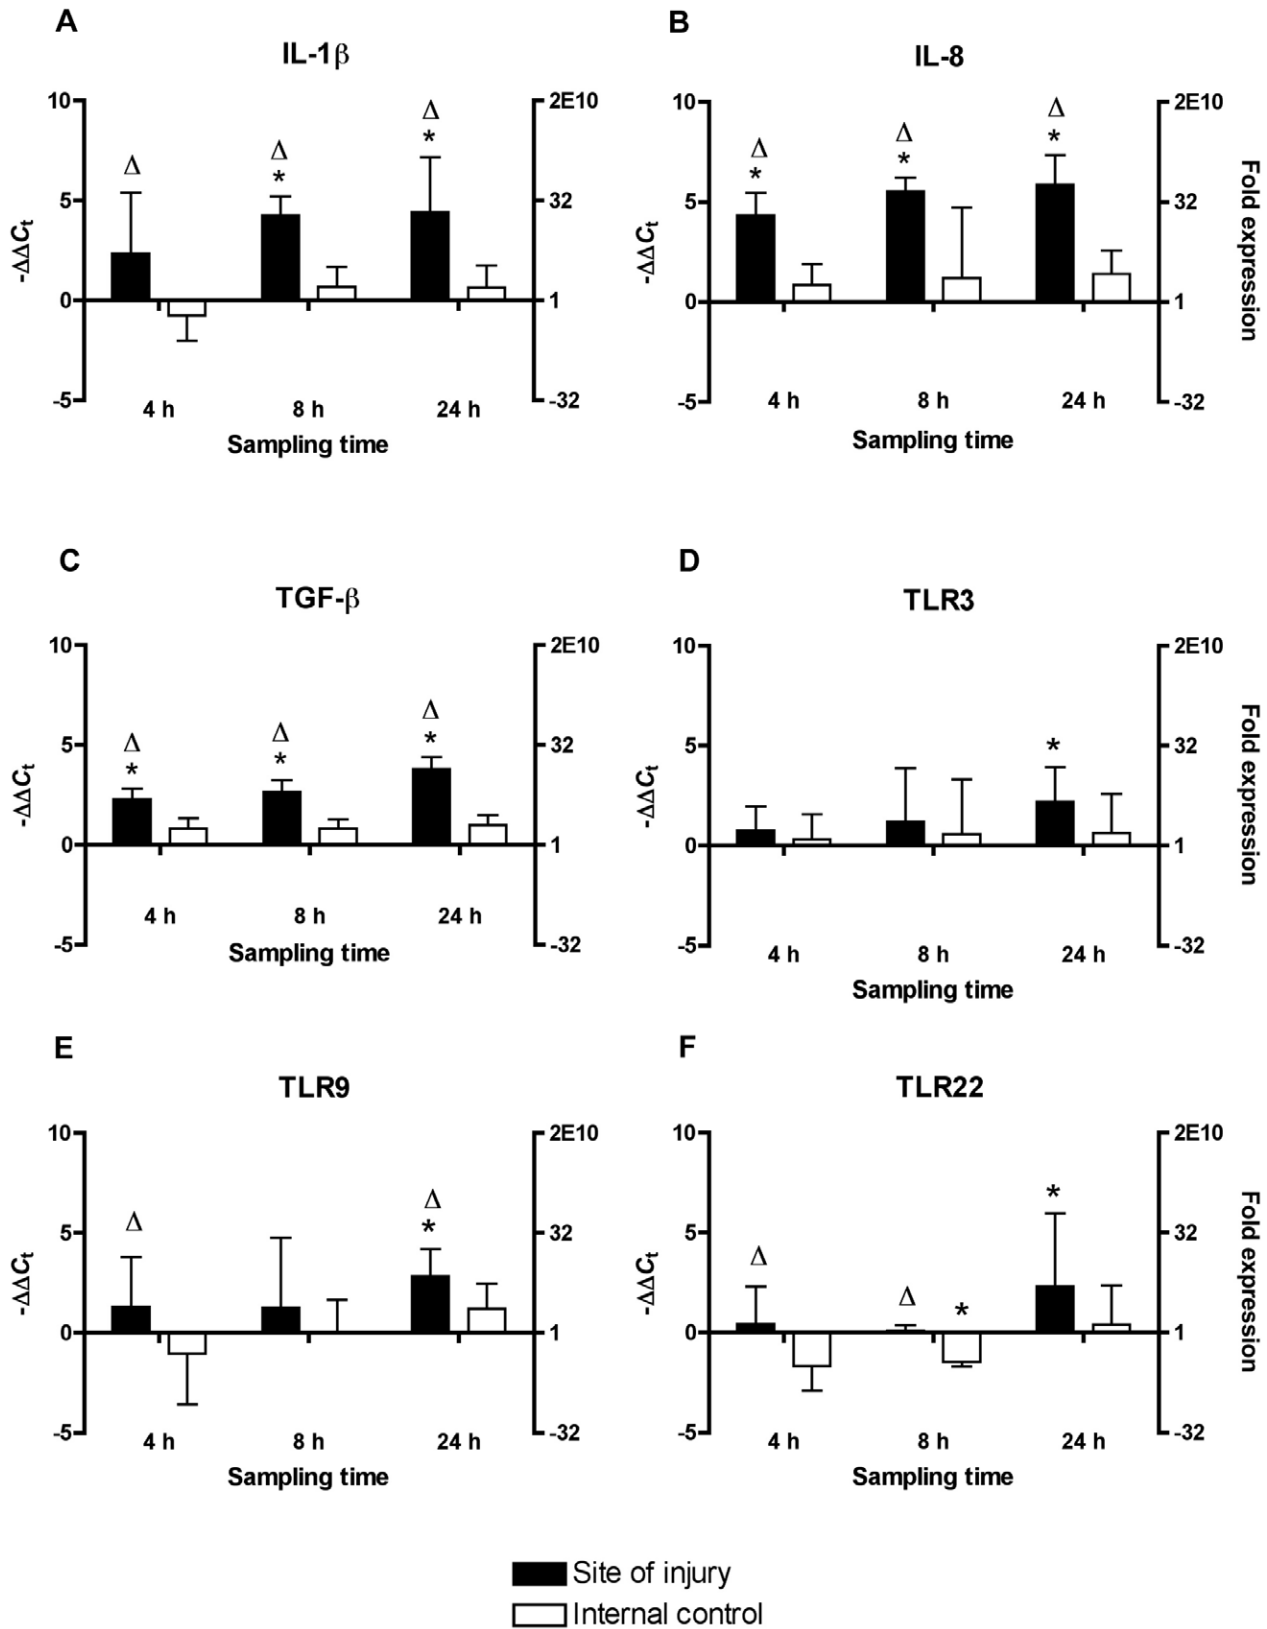 A
IL-1β
10
5
0
-5
-ΔΔCt
2E10
32
1
-32
Δ
Δ
*
Δ
*
4 h 8 h 24 h
Sampling time
B
IL-8
10
5
0
-5
-ΔΔCt
2E10
32
1
-32
Fold expression
Δ
*
Δ
*
Δ
*
4 h 8 h 24 h
Sampling time
C
TGF-β
10
5
0
-5
-ΔΔCt
2E10
32
1
-32
Δ
*
Δ
*
Δ
*
4 h 8 h 24 h
Sampling time
D
TLR3
10
5
0
-5
-ΔΔCt
2E10
32
1
-32
Fold expression
*
4 h 8 h 24 h
Sampling time
E
TLR9
10
5
0
-5
-ΔΔCt
2E10
32
1
-32
Δ
Δ
*
4 h 8 h 24 h
Sampling time
F
TLR22
10
5
0
-5
-ΔΔCt
2E10
32
1
-32
Fold expression
Δ
Δ
*
*
4 h 8 h 24 h
Sampling time
Site of injury
Internal control